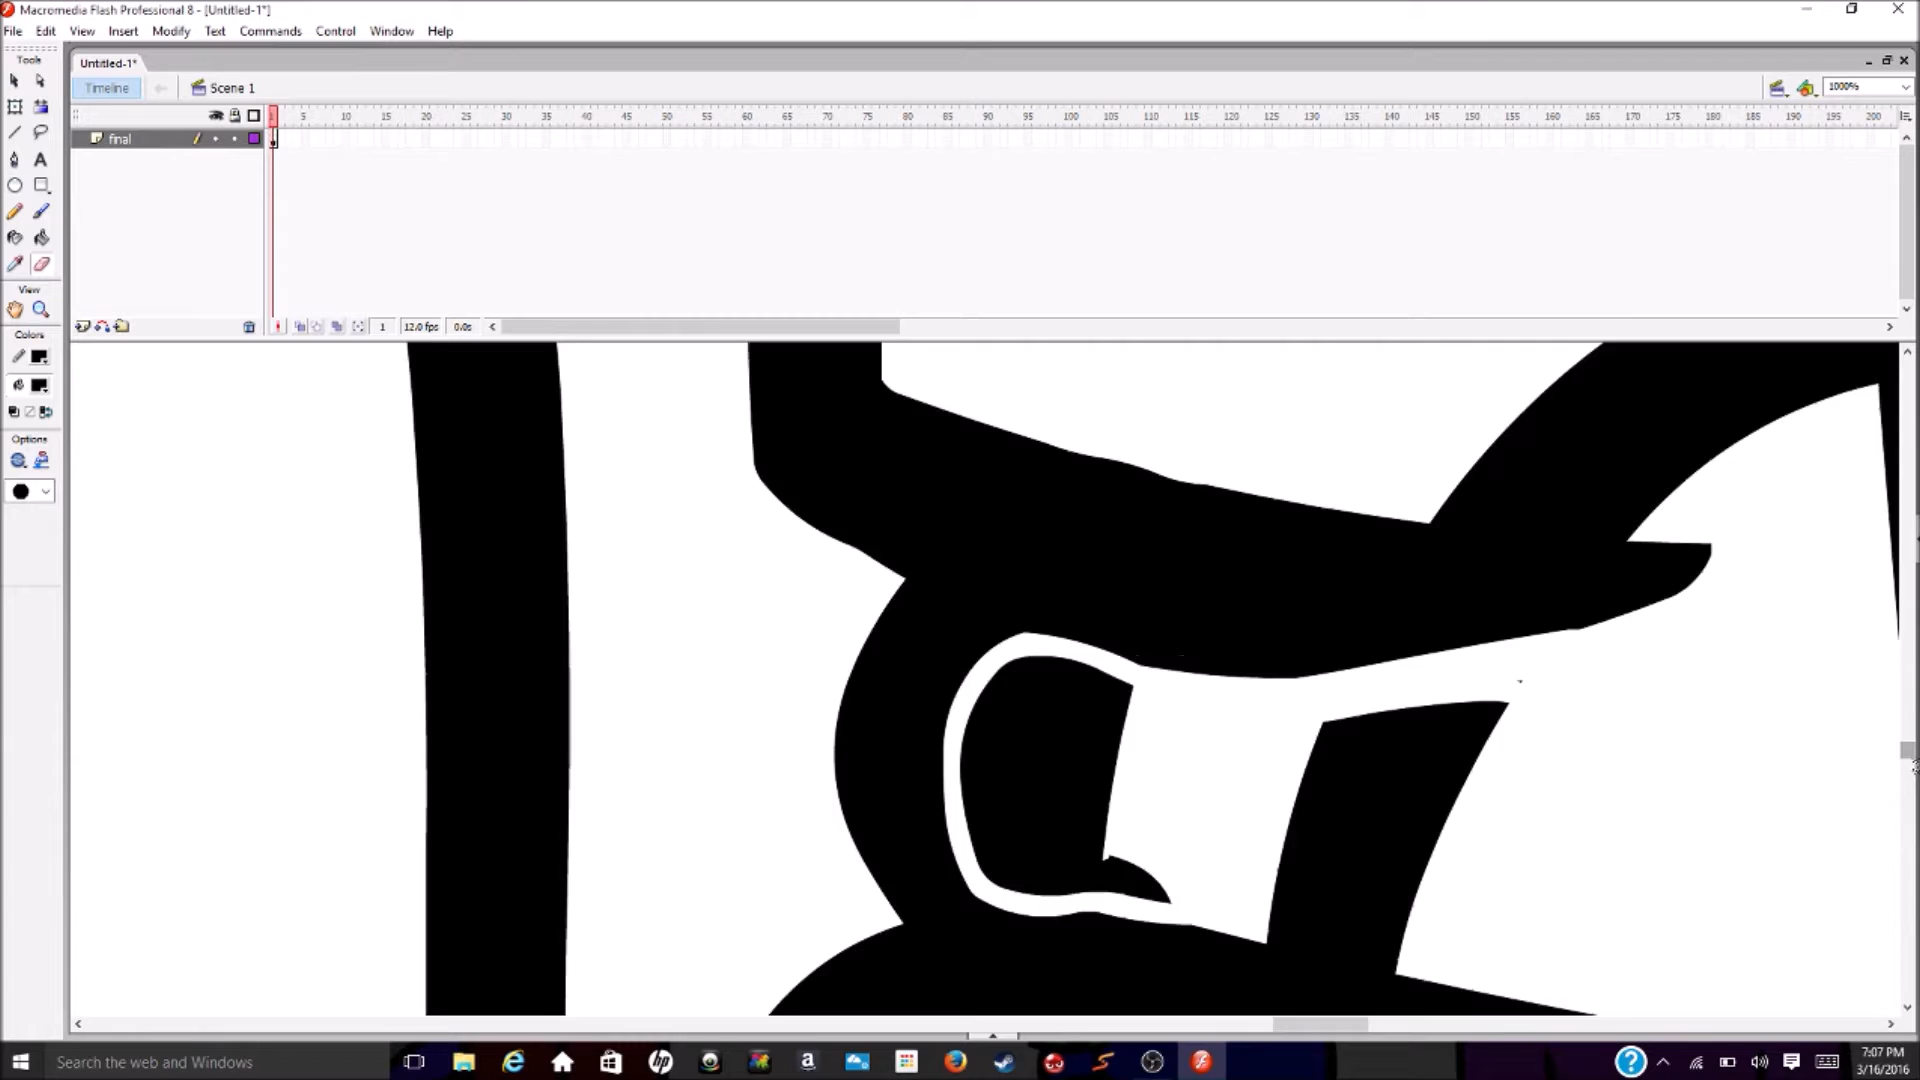 Macromedia Flash Professional 8 - [Untitled-1*]
File Edit View Insert Modify Text Commands Control Window Help
Tools
Untitled-1*
Timeline
Scene 1
1000%
1 5 10 15 20 25 30 35 40 45 50 55 60 65 70 75 80 85 90 95 100 105 110 115 120 125 130 135 140 145 150 155 160 165 170 175 180 185 190 195 200
final
View
1 12.0 fps 0.0s
Colors
Options
Search the web and Windows
7:07 PM
3/16/2016